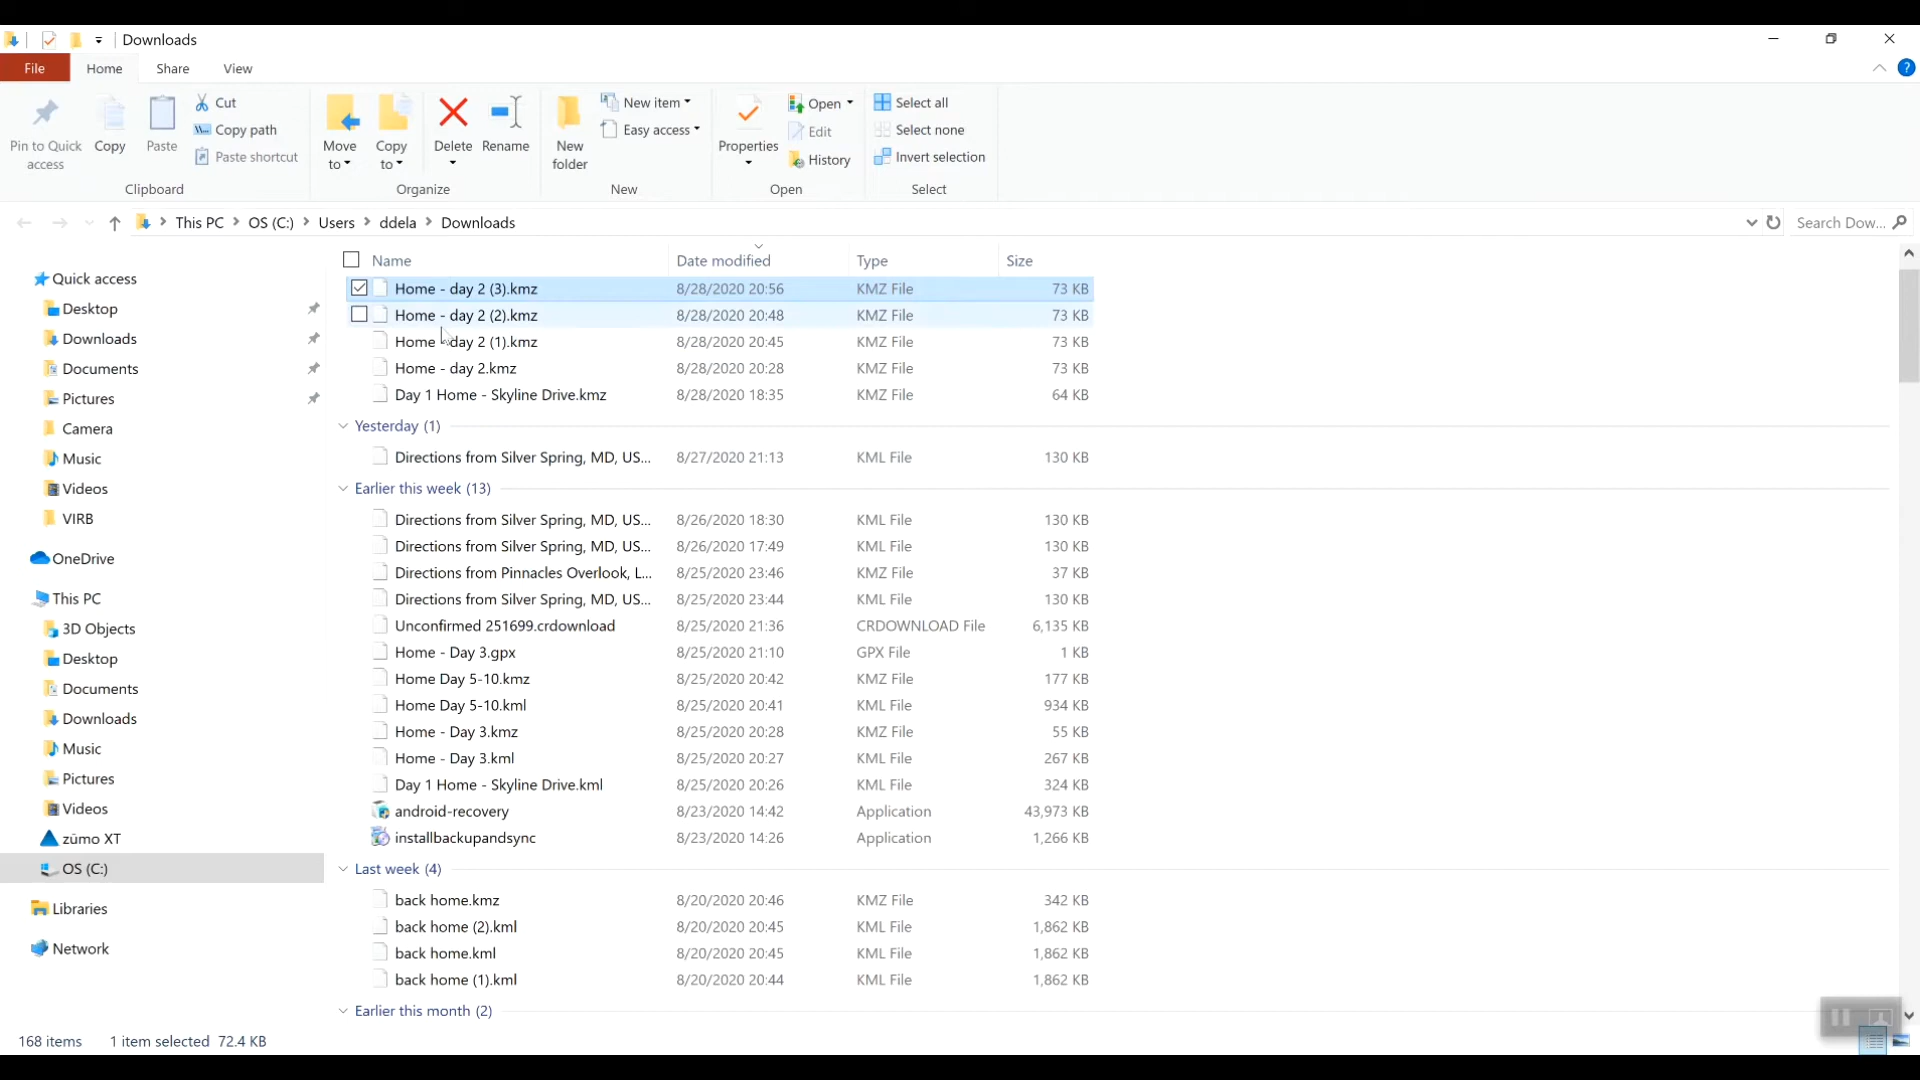 Downloads
File Home Share View
Pin to Quick access
Copy
Paste
Cut
Copy path
Paste shortcut
Clipboard
Move to
Copy to
Delete
Rename
Organize
New folder
New item
Easy access
New
Properties
Open
Edit
History
Open
Select all
Select none
Invert selection
Select
This PC > OS (C:) > Users > ddela > Downloads
Search Dow...
Quick access
Desktop
Downloads
Documents
Pictures
Camera
Music
Videos
VIRB
OneDrive
This PC
3D Objects
Desktop
Documents
Downloads
Music
Pictures
Videos
zūmo XT
OS (C:)
Libraries
Network
Name Date modified Type Size
Home - day 2 (3).kmz 8/28/2020 20:56 KMZ File 73 KB
Home - day 2 (2).kmz 8/28/2020 20:48 KMZ File 73 KB
Home - day 2 (1).kmz 8/28/2020 20:45 KMZ File 73 KB
Home - day 2.kmz 8/28/2020 20:28 KMZ File 73 KB
Day 1 Home - Skyline Drive.kmz 8/28/2020 18:35 KMZ File 64 KB
Yesterday (1)
Directions from Silver Spring, MD, US... 8/27/2020 21:13 KML File 130 KB
Earlier this week (13)
Directions from Silver Spring, MD, US... 8/26/2020 18:30 KML File 130 KB
Directions from Silver Spring, MD, US... 8/26/2020 17:49 KML File 130 KB
Directions from Pinnacles Overlook, L... 8/25/2020 23:46 KMZ File 37 KB
Directions from Silver Spring, MD, US... 8/25/2020 23:44 KML File 130 KB
Unconfirmed 251699.crdownload 8/25/2020 21:36 CRDOWNLOAD File 6,135 KB
Home - Day 3.gpx 8/25/2020 21:10 GPX File 1 KB
Home Day 5-10.kmz 8/25/2020 20:42 KMZ File 177 KB
Home Day 5-10.kml 8/25/2020 20:41 KML File 934 KB
Home - Day 3.kmz 8/25/2020 20:28 KMZ File 55 KB
Home - Day 3.kml 8/25/2020 20:27 KML File 267 KB
Day 1 Home - Skyline Drive.kml 8/25/2020 20:26 KML File 324 KB
android-recovery 8/23/2020 14:42 Application 43,973 KB
installbackupandsync 8/23/2020 14:26 Application 1,266 KB
Last week (4)
back home.kmz 8/20/2020 20:46 KMZ File 342 KB
back home (2).kml 8/20/2020 20:45 KML File 1,862 KB
back home.kml 8/20/2020 20:45 KML File 1,862 KB
back home (1).kml 8/20/2020 20:44 KML File 1,862 KB
Earlier this month (2)
168 items 1 item selected 72.4 KB